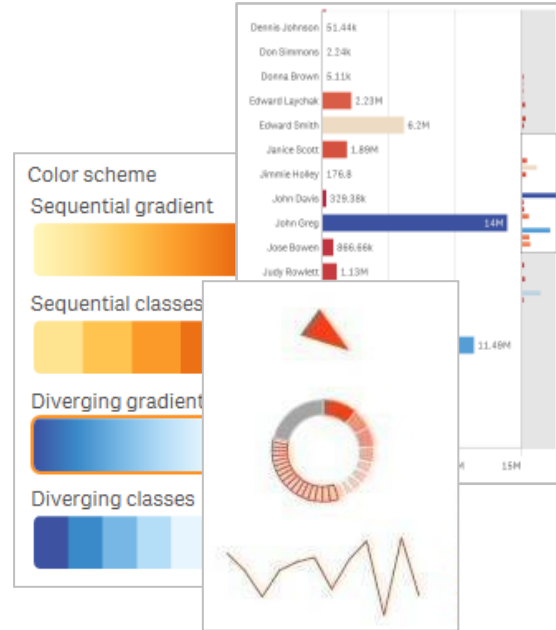 Dennis Johnson 51.44k
Don Simmons 2.24k
Donna Brown 5.11k
Edward Laychak 2.23M
Edward Smith 6.2M
Janice Scott 1.89M
Jimmie Holley 176.8
John Davis 329.38k
John Greg 14M
Jose Bowen 866.66k
Judy Rowlett 1.13M
11.49M
15M
Color scheme
Sequential gradient
Sequential classes
Diverging gradient
Diverging classes